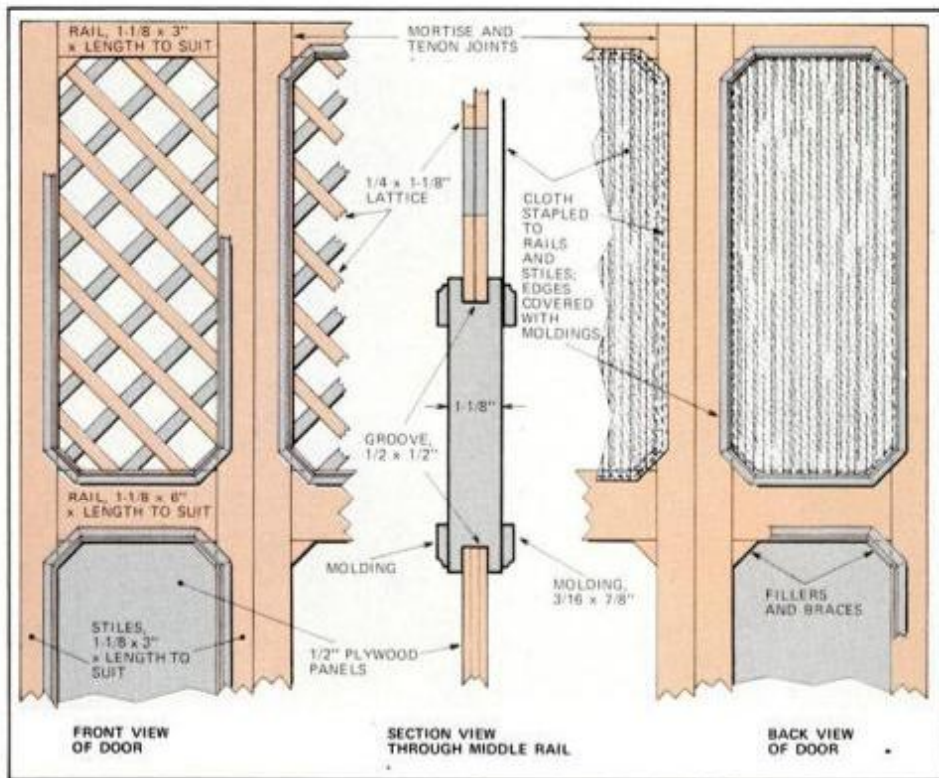 RAIL, 1-1/8 x 3"
x LENGTH TO SUIT
MORTISE AND
TENON JOINTS
1/4 x 1-1/8"
LATTICE
CLOTH
STAPLED
TO
RAILS
AND
STILES;
EDGES
COVERED
WITH
MOLDINGS
1-1/8"
GROOVE,
1/2 x 1/2"
RAIL, 1-1/8 x 6"
x LENGTH TO SUIT
MOLDING
MOLDING,
3/16 x 7/8"
FILLERS
AND BRACES
STILES,
1-1/8 x 3"
x LENGTH TO
SUIT
1/2" PLYWOOD
PANELS
FRONT VIEW
OF DOOR
SECTION VIEW
THROUGH MIDDLE RAIL
BACK VIEW
OF DOOR